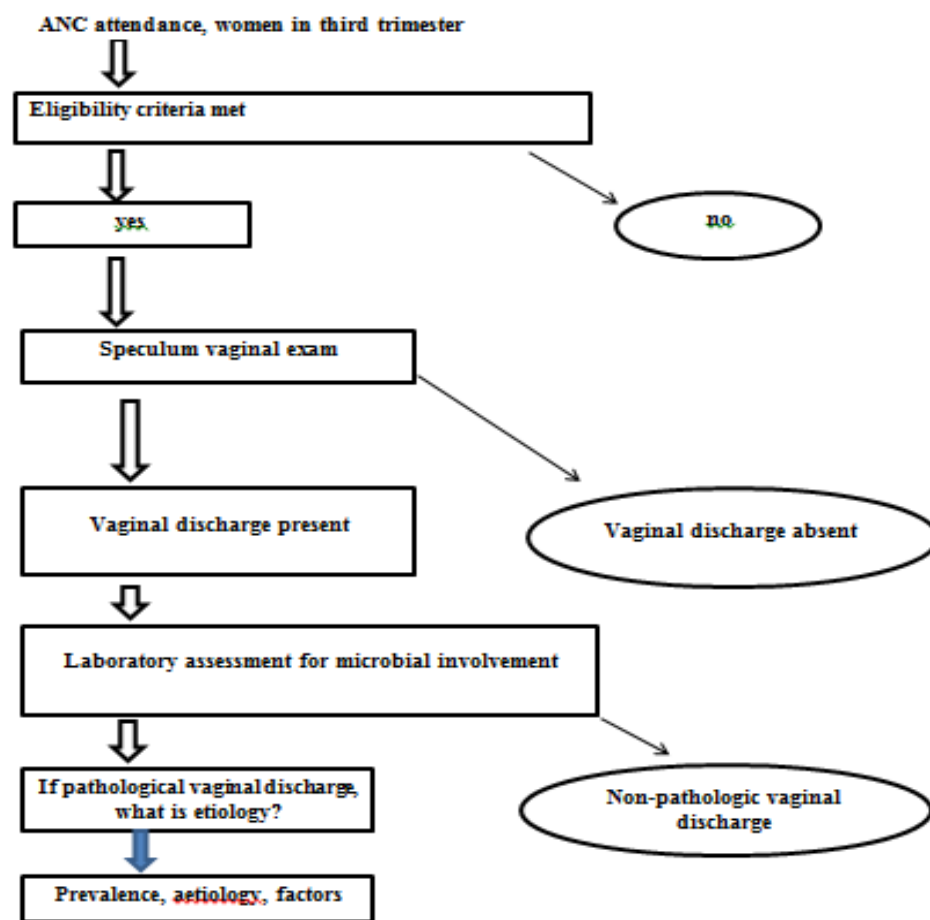 ANC attendance, women in third trimester
Eligibility criteria met
yes
no
Speculum vaginal exam
Vaginal discharge present
Vaginal discharge absent
Laboratory assessment for microbial involvement
If pathological vaginal discharge,
what is etiology?
Non-pathologic vaginal
discharge
Prevalence, aetiology, factors